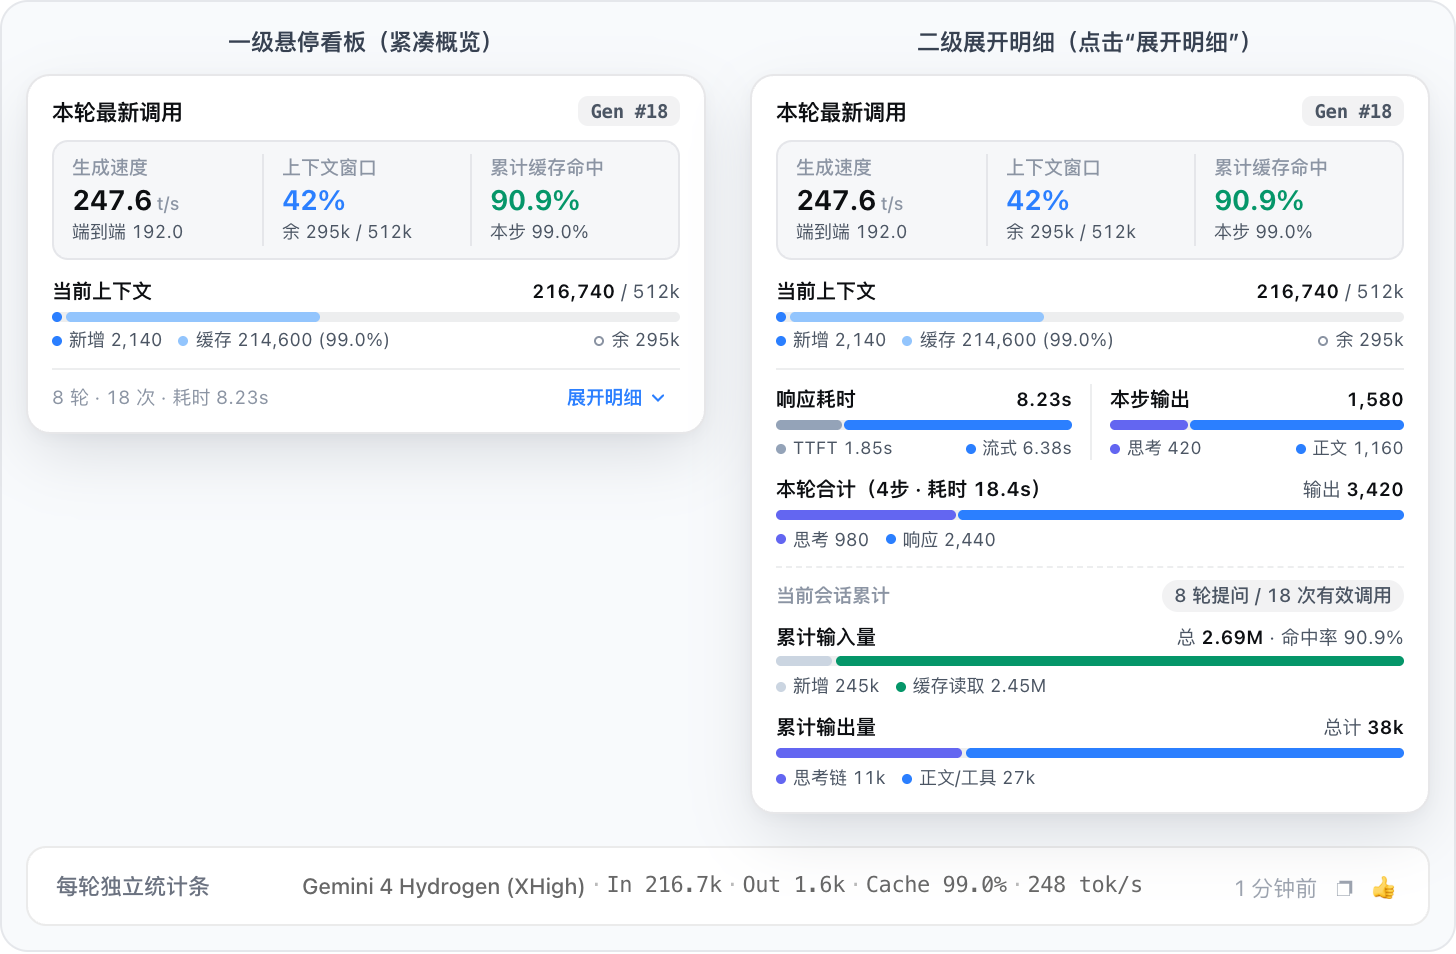 一级悬停看板（紧凑概览）
本轮最新调用
Gen #18
生成速度
247.6 t/s
端到端 192.0
上下文窗口
42%
余 295k / 512k
累计缓存命中
90.9%
本步 99.0%
当前上下文
216,740 / 512k
新增 2,140 缓存 214,600 (99.0%)
余 295k
8 轮 · 18 次 · 耗时 8.23s
展开明细
二级展开明细（点击“展开明细”）
本轮最新调用
Gen #18
生成速度
247.6 t/s
端到端 192.0
上下文窗口
42%
余 295k / 512k
累计缓存命中
90.9%
本步 99.0%
当前上下文
216,740 / 512k
新增 2,140 缓存 214,600 (99.0%)
余 295k
响应耗时
8.23s
TTFT 1.85s
流式 6.38s
本步输出
1,580
思考 420
正文 1,160
本轮合计（4步 · 耗时 18.4s）
输出 3,420
思考 980 响应 2,440
当前会话累计
8 轮提问 / 18 次有效调用
累计输入量
总 2.69M · 命中率 90.9%
新增 245k 缓存读取 2.45M
累计输出量
总计 38k
思考链 11k 正文/工具 27k
每轮独立统计条
Gemini 4 Hydrogen (XHigh) · In 216.7k · Out 1.6k · Cache 99.0% · 248 tok/s
1 分钟前